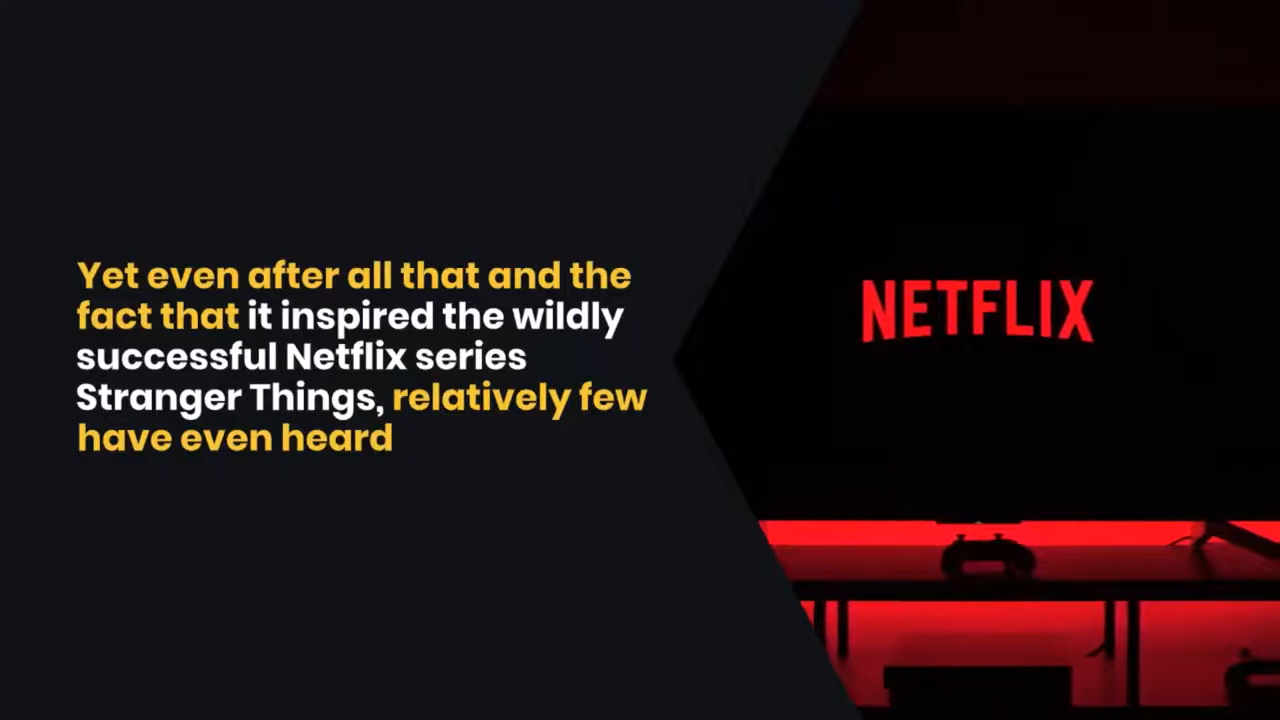 Yet even after all that and the
fact that it inspired the wildly
successful Netflix series
Stranger Things, relatively few
have even heard
NETFLIX